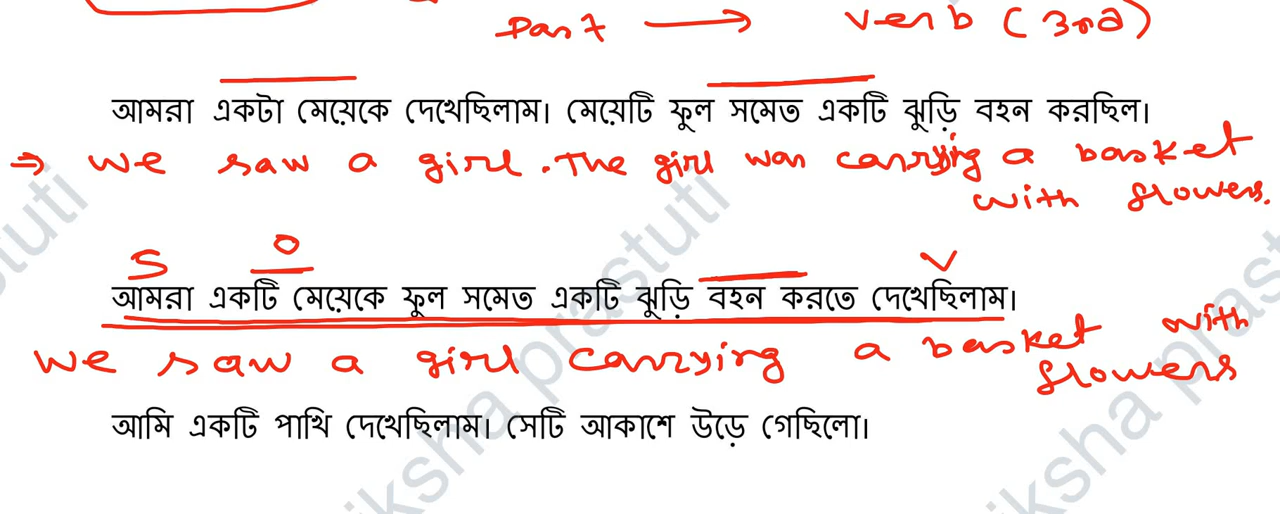 Past → verb (3rd)
আমরা একটা মেয়েকে দেখেছিলাম। মেয়েটি ফুল সমেত একটি ঝুড়ি বহন করছিল।
⇒ we saw a girl. The girl was carrying a basket
with flowers.
S O V
আমরা একটি মেয়েকে ফুল সমেত একটি ঝুড়ি বহন করতে দেখেছিলাম।
we saw a girl carrying a basket with
flowers
আমি একটি পাখি দেখেছিলাম। সেটি আকাশে উড়ে গেছিলো।